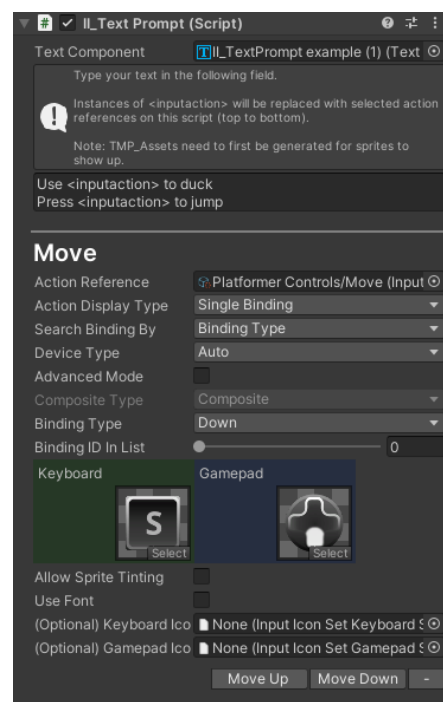 # II_Text Prompt (Script)
Text Component T II_TextPrompt example (1) (Text
Type your text in the following field.
Instances of <inputaction> will be replaced with selected action
references on this script (top to bottom).
Note: TMP_Assets need to first be generated for sprites to
show up.
Use <inputaction> to duck
Press <inputaction> to jump
Move
Action Reference Platformer Controls/Move (Input
Action Display Type Single Binding
Search Binding By Binding Type
Device Type Auto
Advanced Mode
Composite Type Composite
Binding Type Down
Binding ID In List 0
Keyboard Gamepad
S
Select Select
Allow Sprite Tinting
Use Font
(Optional) Keyboard Ico None (Input Icon Set Keyboard S
(Optional) Gamepad Ico None (Input Icon Set Gamepad S
Move Up Move Down -